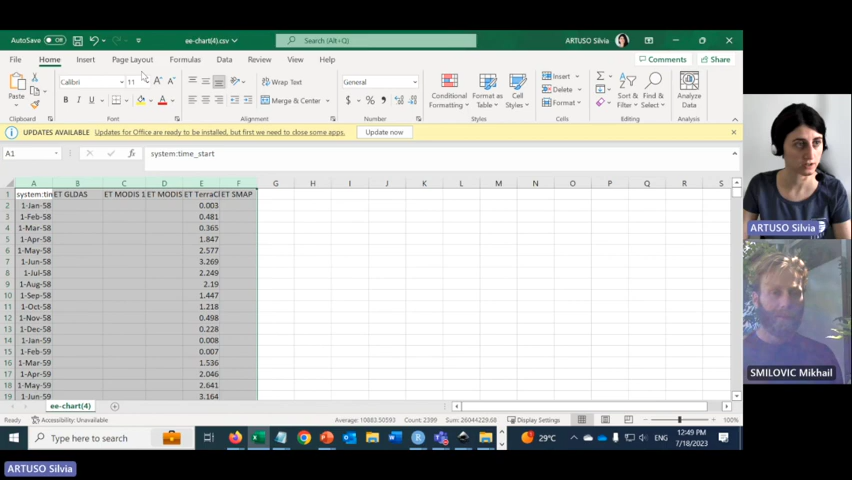 AutoSave Off ee-chart(4).csv Search (Alt+Q) ARTUSO Silvia
File Home Insert Page Layout Formulas Data Review View Help Comments Share
Paste Calibri 11 Wrap Text General Conditional Formatting Format as Table Cell Styles Insert Sort & Filter Find & Select Analyze Data
Delete
B I U Merge & Center $ % Format
Clipboard Font Alignment Number Styles Cells Editing Analysis
UPDATES AVAILABLE Updates for Office are ready to be installed, but first we need to close some apps. Update now
A1 fx system:time_start
A B C D E F G H I J K L M N O P Q R S
1 system:tin ET GLDAS ET MODIS 1 ET MODIS ET TerraCl ET SMAP
2 1-Jan-58 0.003
3 1-Feb-58 0.481
4 1-Mar-58 0.365
5 1-Apr-58 1.847
6 1-May-58 2.577
7 1-Jun-58 3.269
8 1-Jul-58 2.249
9 1-Aug-58 2.19
10 1-Sep-58 1.447
11 1-Oct-58 1.218
12 1-Nov-58 0.498
13 1-Dec-58 0.228
14 1-Jan-59 0.008
15 1-Feb-59 0.007
16 1-Mar-59 1.536
17 1-Apr-59 2.046
18 1-May-59 2.641
19 1-Jun-59 3.164
ee-chart(4)
Ready Accessibility: Unavailable Average: 10883.50593 Count: 2399 Sum: 26044229.68 Display Settings 100%
Type here to search 29°C ENG 12:49 PM 7/18/2023
ARTUSO Silvia
SMILOVIC Mikhail
ARTUSO Silvia